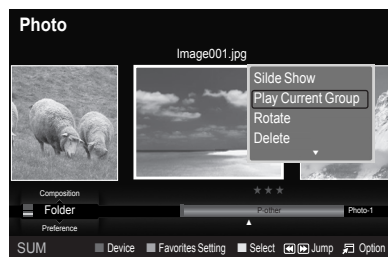 Photo
Image001.jpg
Silde Show
Play Current Group
Rotate
Delete
Composition
Folder
Preference
P-other
Photo-1
SUM
Device
Favorites Setting
Select
Jump
Option